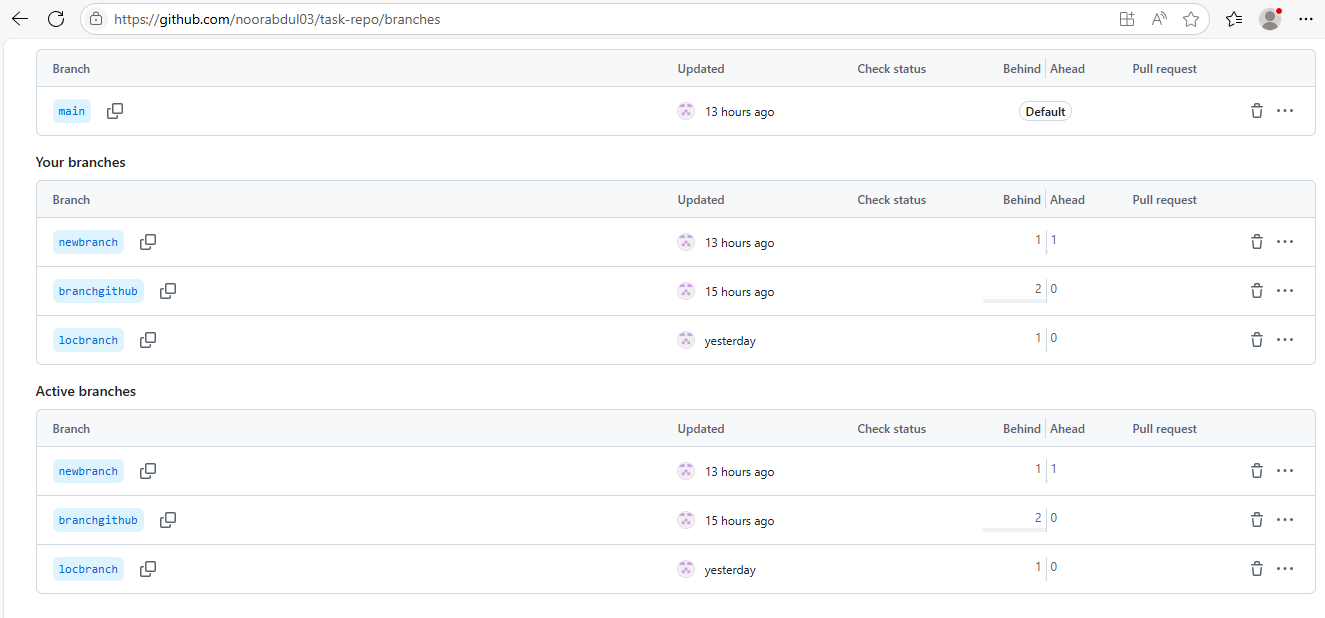 https://github.com/noorabdul03/task-repo/branches
Branch Updated Check status Behind Ahead Pull request
main 13 hours ago Default
Your branches
Branch Updated Check status Behind Ahead Pull request
newbranch 13 hours ago 1 1
branchgithub 15 hours ago 2 0
locbranch yesterday 1 0
Active branches
Branch Updated Check status Behind Ahead Pull request
newbranch 13 hours ago 1 1
branchgithub 15 hours ago 2 0
locbranch yesterday 1 0